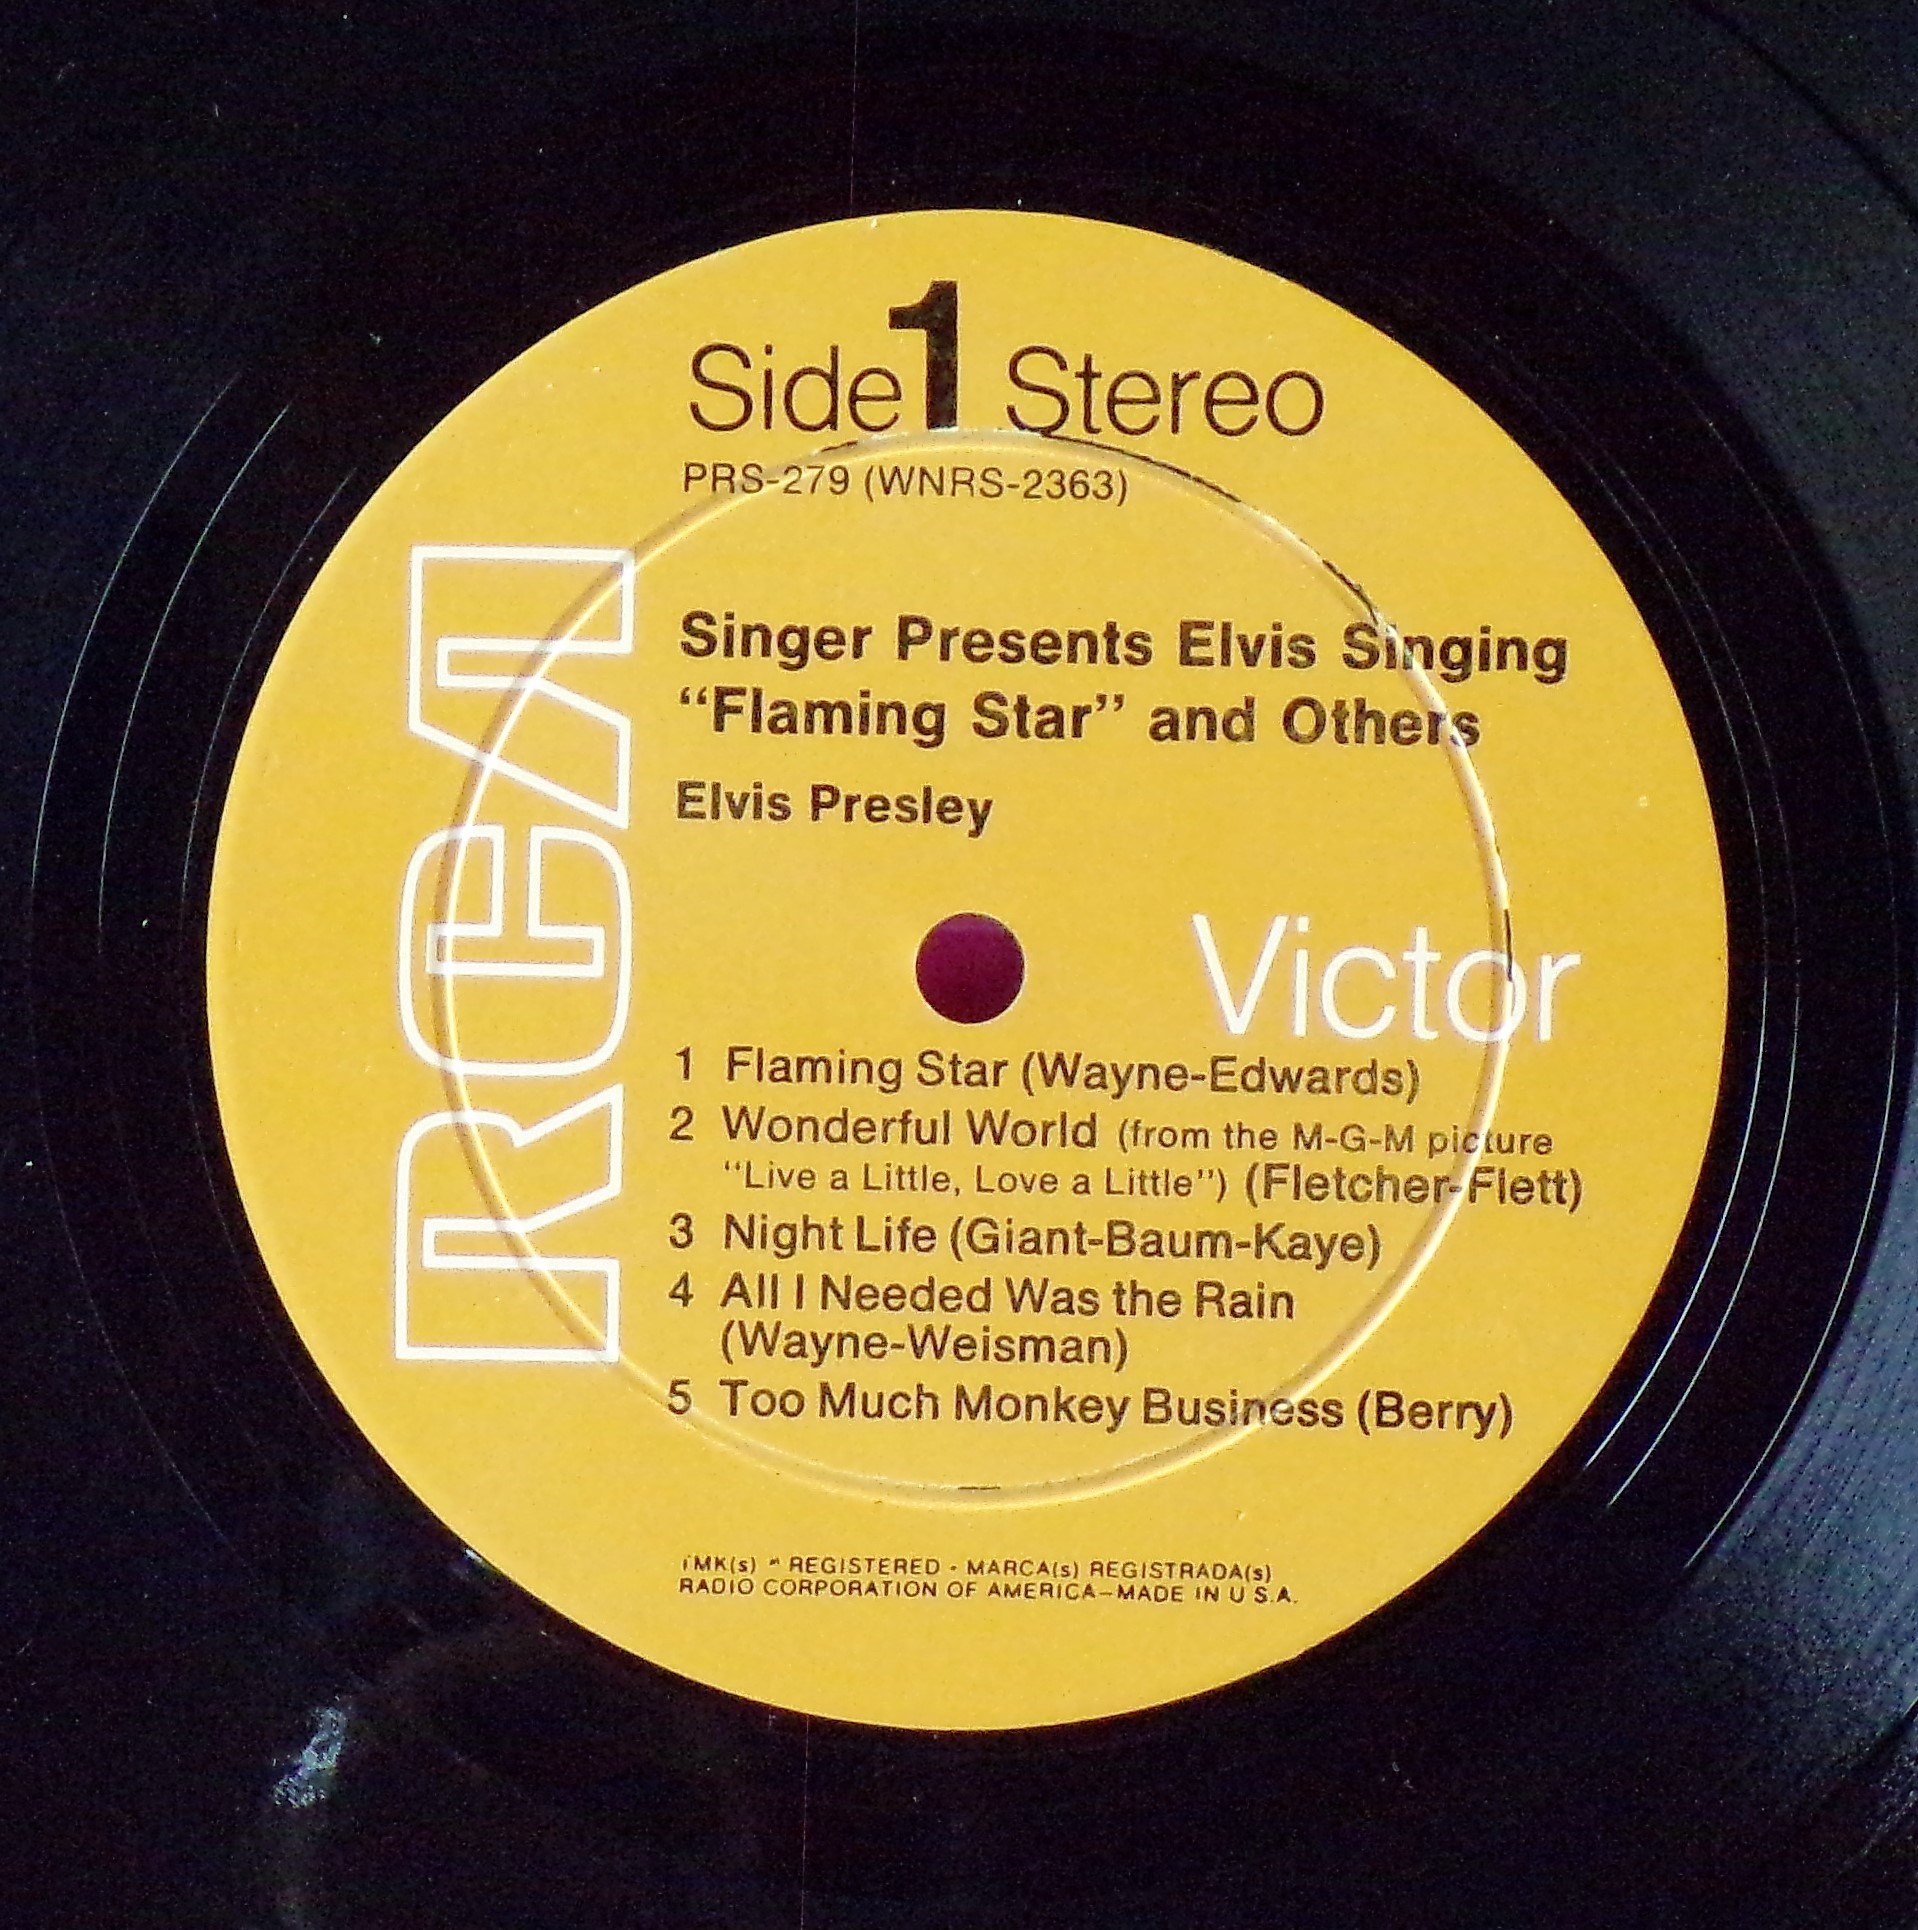 Side 1 Stereo
PRS-279 (WNRS-2363)
RCA
Singer Presents Elvis Singing
“Flaming Star” and Others
Elvis Presley
Victor
1 Flaming Star (Wayne-Edwards)
2 Wonderful World (from the M-G-M picture
“Live a Little, Love a Little”) (Fletcher-Flett)
3 Night Life (Giant-Baum-Kaye)
4 All I Needed Was the Rain
(Wayne-Weisman)
5 Too Much Monkey Business (Berry)
TMK(s) ® REGISTERED • MARCA(s) REGISTRADA(s)
RADIO CORPORATION OF AMERICA–MADE IN U.S.A.